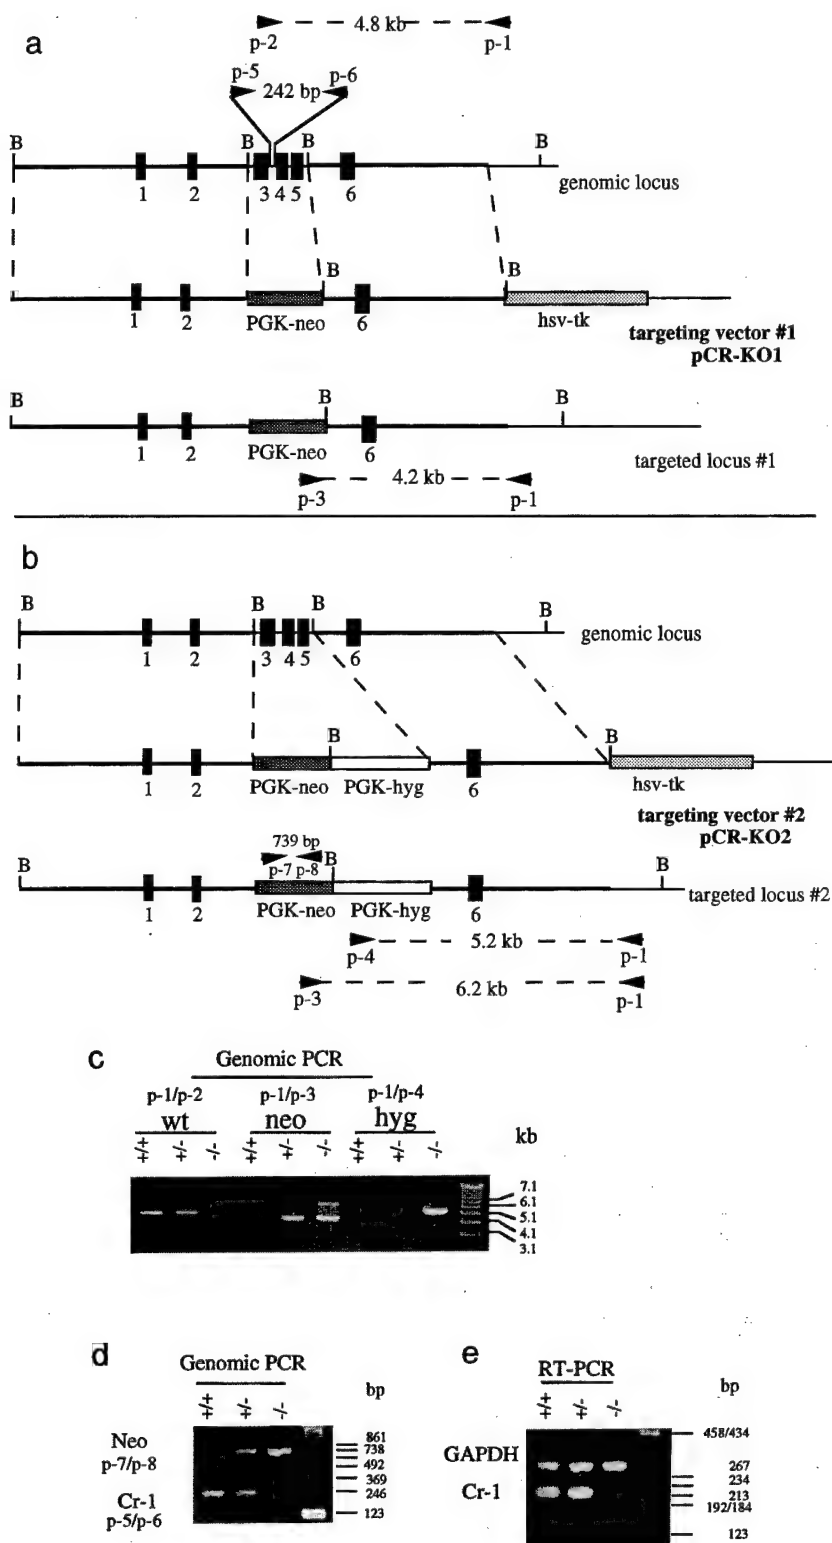 a
4.8 kb
p-2 p-1
p-5 p-6
242 bp
B B B B
1 2 3 4 5 6
genomic locus
B B
1 2 PGK-neo 6 hsv-tk
targeting vector #1
pCR-KO1
B B B
1 2 PGK-neo 6
targeted locus #1
4.2 kb
p-3 p-1
b
B B B B
1 2 3 4 5 6
genomic locus
B B
1 2 PGK-neo PGK-hyg 6 hsv-tk
targeting vector #2
pCR-KO2
739 bp
p-7 p-8
B B B
1 2 PGK-neo PGK-hyg 6
targeted locus #2
p-4 5.2 kb p-1
p-3 6.2 kb p-1
c
Genomic PCR
p-1/p-2 p-1/p-3 p-1/p-4
wt neo hyg
kb
+/+ +/- -/- +/+ +/- -/- +/+ +/- -/-
7.1
6.1
5.1
4.1
3.1
d
Genomic PCR
bp
+/+ +/- -/-
Neo
p-7/p-8
Cr-1
p-5/p-6
861
738
492
369
246
123
e
RT-PCR
bp
+/+ +/- -/-
GAPDH
Cr-1
458/434
267
234
213
192/184
123